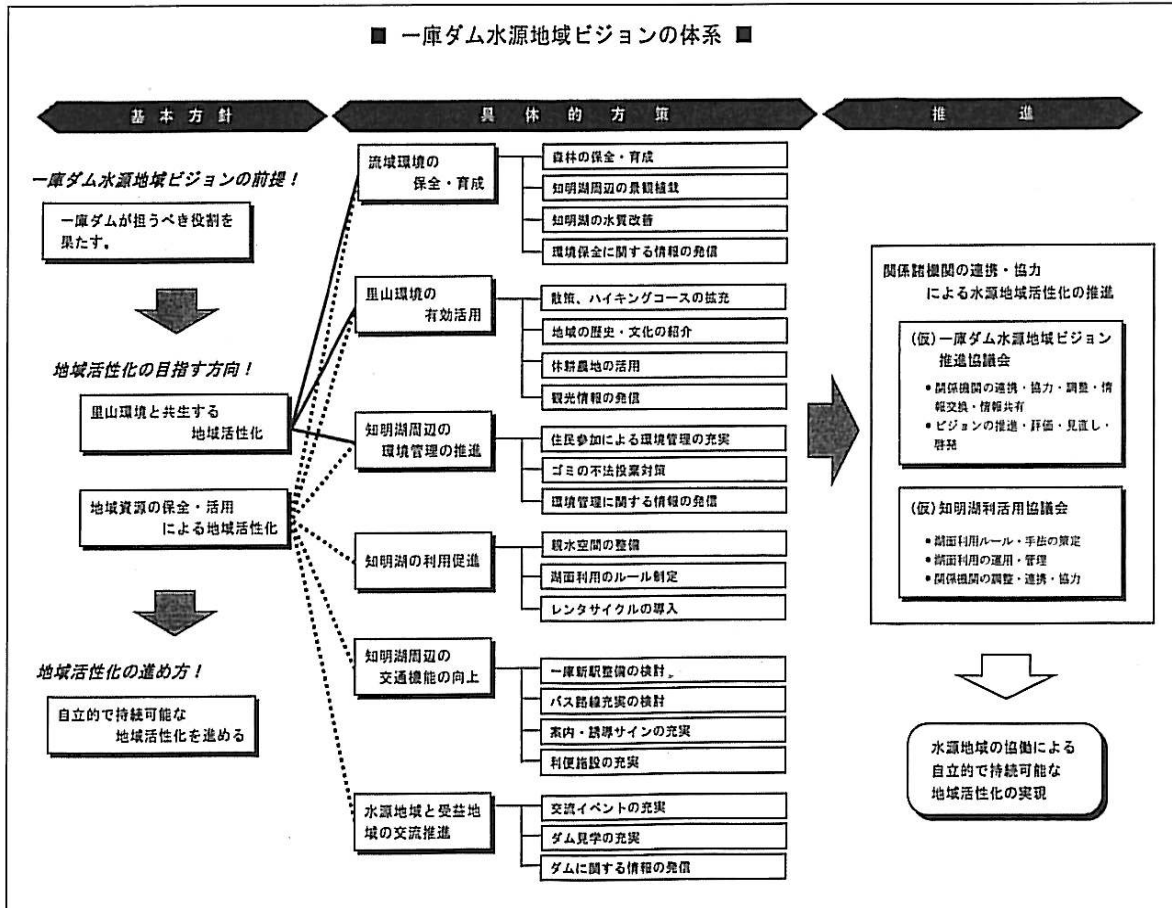 ■ 一庫ダム水源地域ビジョンの体系 ■
基本方針
具体的方策
推進
一庫ダム水源地域ビジョンの前提！
一庫ダムが担うべき役割を
果たす。
地域活性化の目指す方向！
里山環境と共生する
地域活性化
地域資源の保全・活用
による地域活性化
地域活性化の進め方！
自立的で持続可能な
地域活性化を進める
流域環境の
保全・育成
森林の保全・育成
知明湖周辺の景観植栽
知明湖の水質改善
環境保全に関する情報の発信
里山環境の
有効活用
散策、ハイキングコースの拡充
地域の歴史・文化の紹介
休耕農地の活用
観光情報の発信
知明湖周辺の
環境管理の推進
住民参加による環境管理の充実
ゴミの不法投棄対策
環境管理に関する情報の発信
知明湖の利用促進
親水空間の整備
湖面利用のルール制定
レンタサイクルの導入
知明湖周辺の
交通機能の向上
一庫新駅整備の検討
バス路線充実の検討
案内・誘導サインの充実
利便施設の充実
水源地域と受益地
域の交流推進
交流イベントの充実
ダム見学の充実
ダムに関する情報の発信
関係諸機関の連携・協力
による水源地域活性化の推進
(仮)一庫ダム水源地域ビジョン
推進協議会
●関係機関の連携・協力・調整・情
報交換・情報共有
●ビジョンの推進・評価・見直し・
啓発
(仮)知明湖利活用協議会
●湖面利用ルール・手法の策定
●湖面利用の運用・管理
●関係機関の調整・連携・協力
水源地域の協働による
自立的で持続可能な
地域活性化の実現